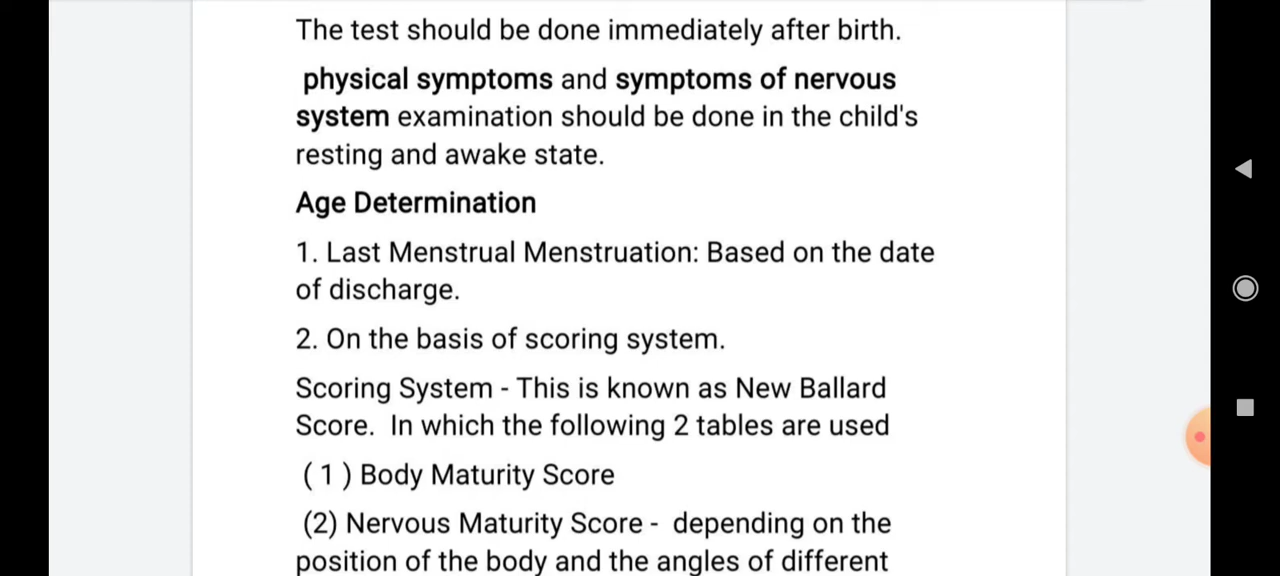 The test should be done immediately after birth.
physical symptoms and symptoms of nervous
system examination should be done in the child's
resting and awake state.
Age Determination
1. Last Menstrual Menstruation: Based on the date
of discharge.
2. On the basis of scoring system.
Scoring System - This is known as New Ballard
Score.  In which the following 2 tables are used
( 1 ) Body Maturity Score
(2) Nervous Maturity Score -  depending on the
position of the body and the angles of different